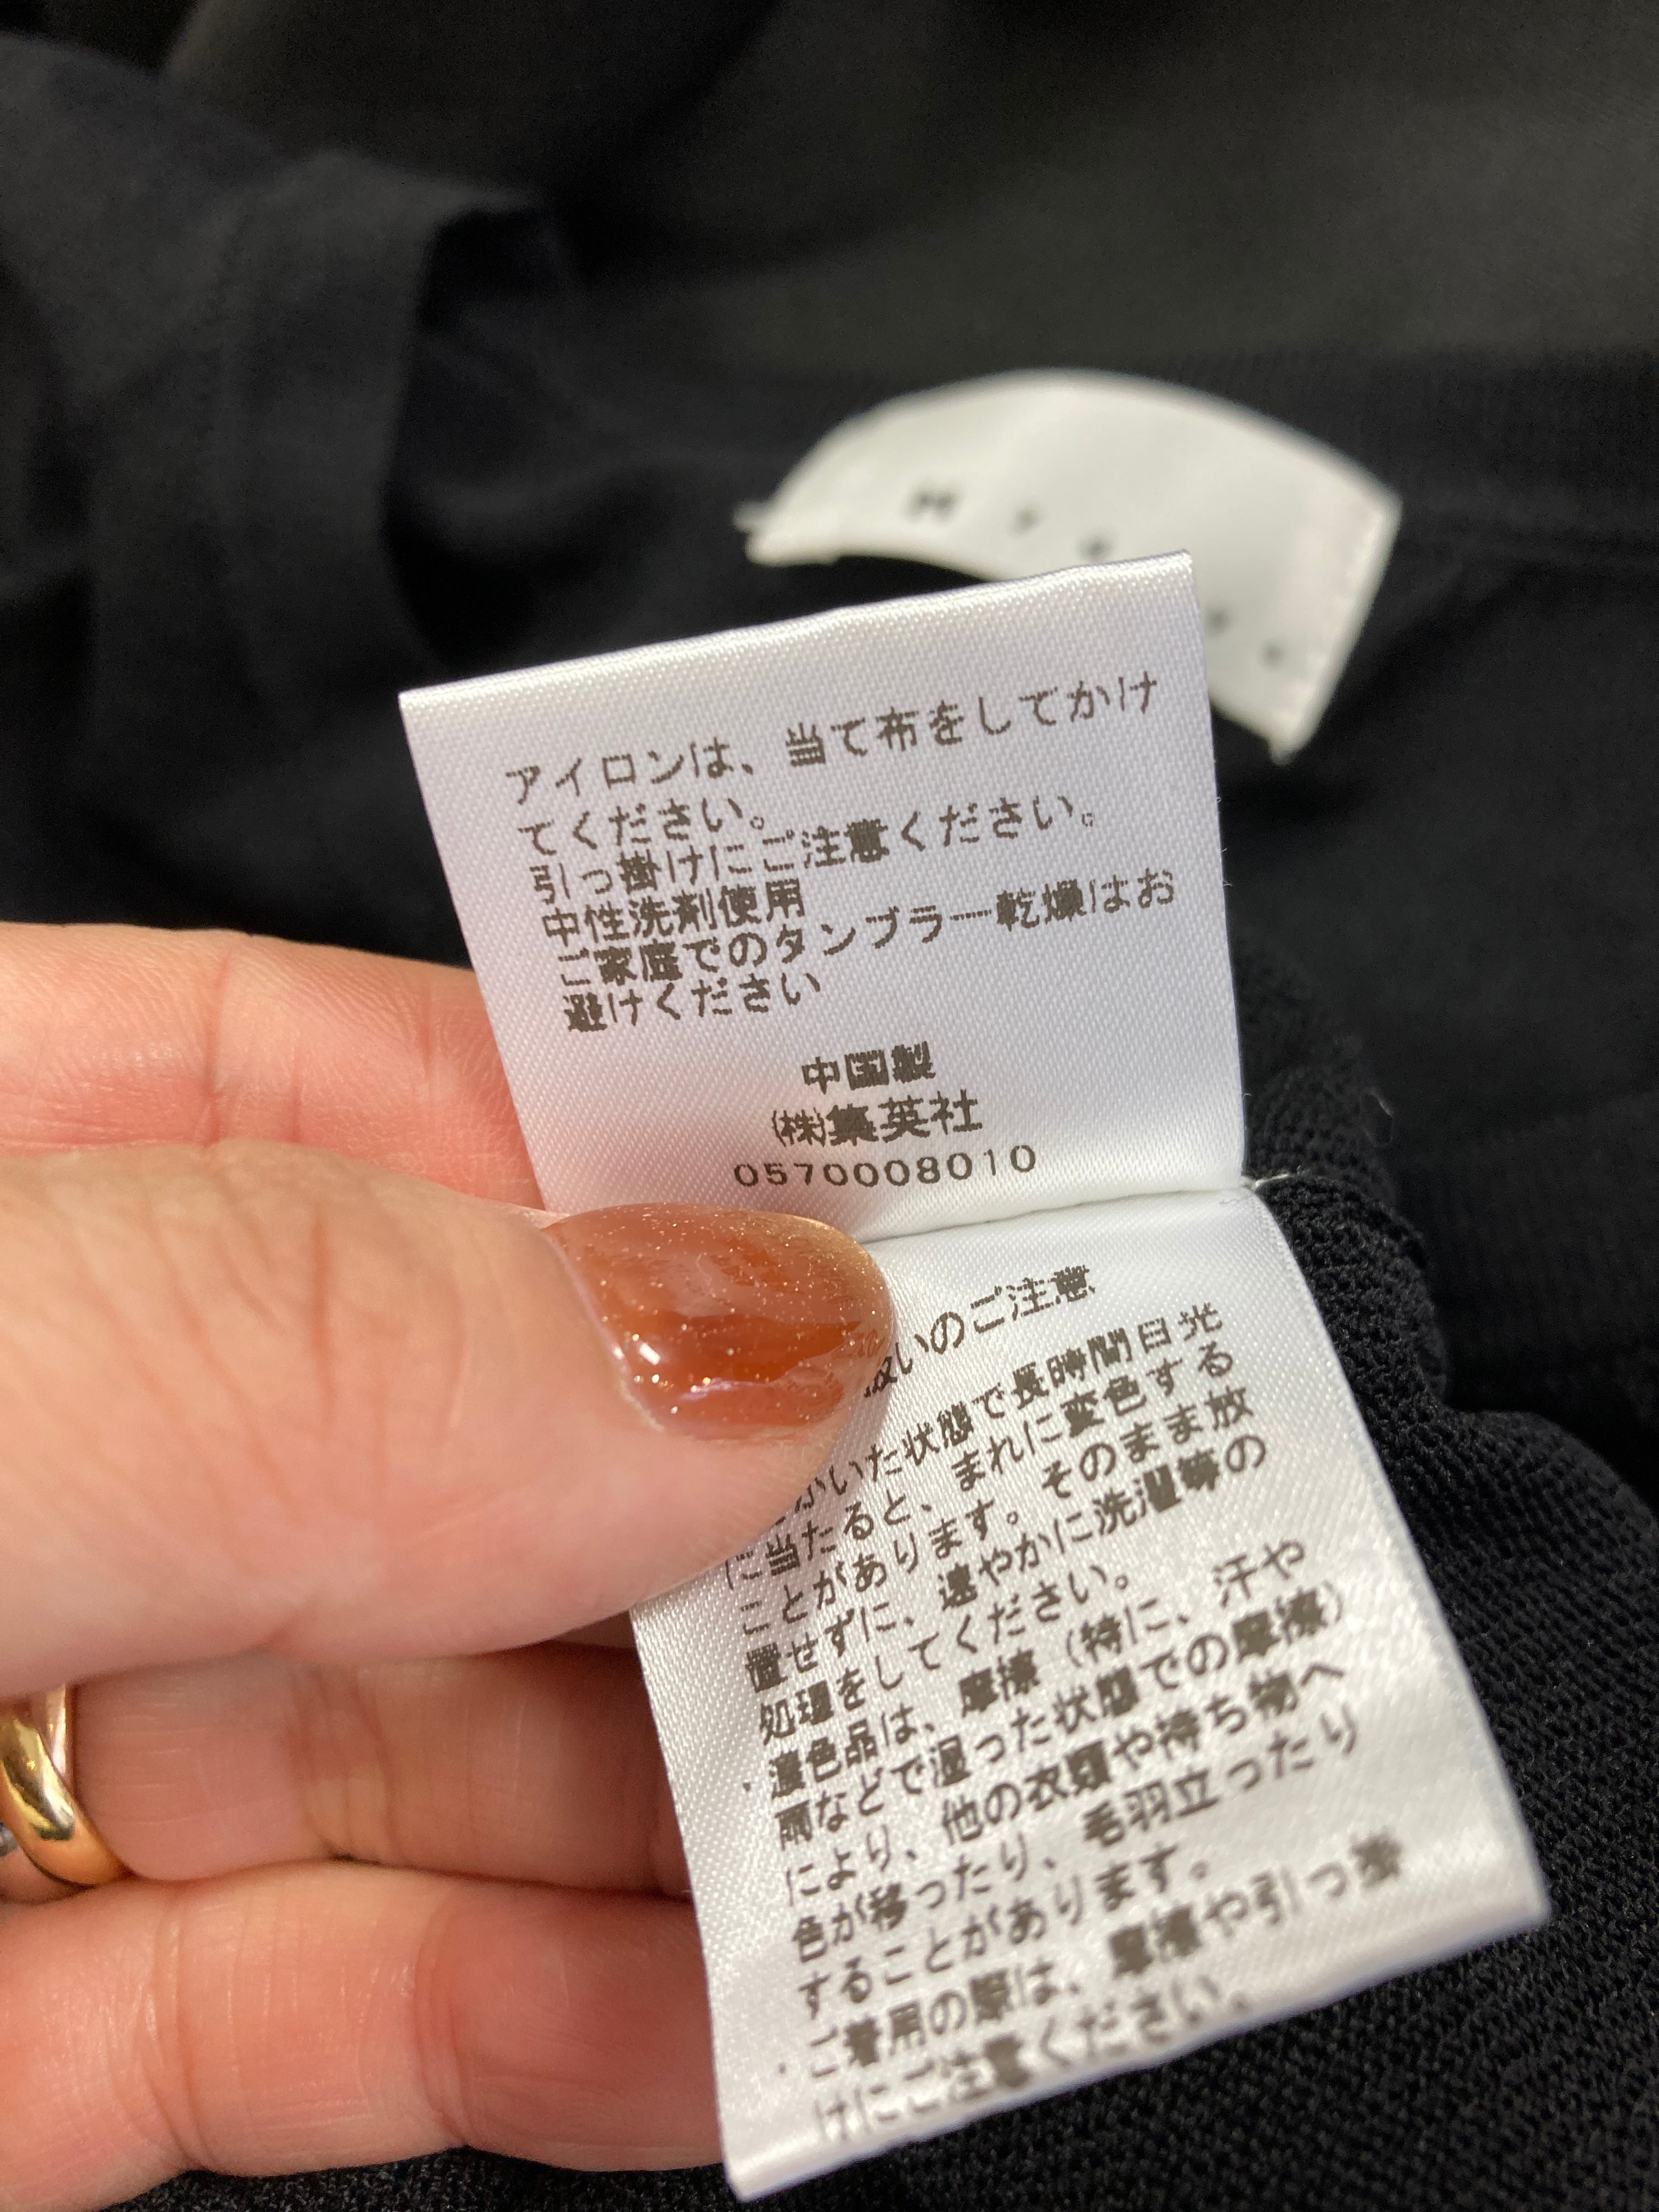 アイロンは、当て布をしてかけ
てください。
引っ掛けにご注意ください。
中性洗剤使用
ご家庭でのタンブラー乾燥はお
避けください
中国製
㈱集英社
0570008010
扱いのご注意
かいた状態で長時間日光
に当たると、まれに変色する
ことがあります。そのまま放
置せずに、速やかに洗濯等の
処理をしてください。
・濃色品は、摩擦（特に、汗や
雨などで湿った状態での摩擦）
により、他の衣類や持ち物へ
色が移ったり、毛羽立ったり
することがあります。
・ご着用の際は、摩擦や引っ掛
けにご注意ください。